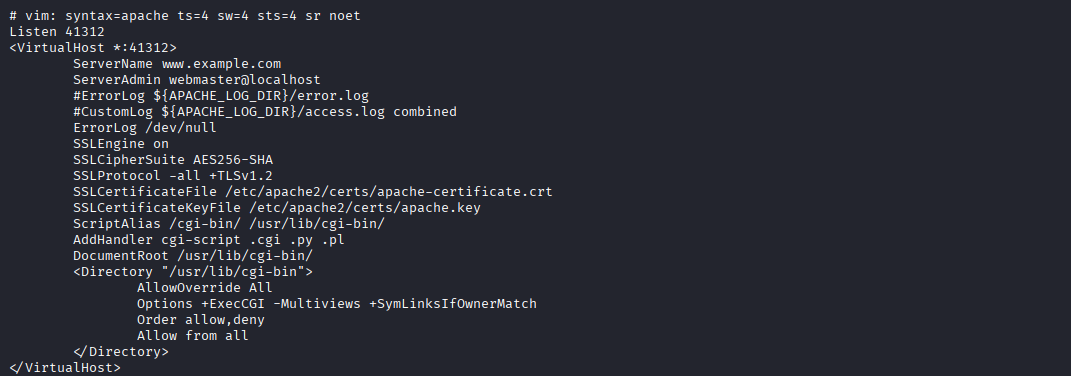 # vim: syntax=apache ts=4 sw=4 sts=4 sr noet
Listen 41312
<VirtualHost *:41312>
        ServerName www.example.com
        ServerAdmin webmaster@localhost
        #ErrorLog ${APACHE_LOG_DIR}/error.log
        #CustomLog ${APACHE_LOG_DIR}/access.log combined
        ErrorLog /dev/null
        SSLEngine on
        SSLCipherSuite AES256-SHA
        SSLProtocol -all +TLSv1.2
        SSLCertificateFile /etc/apache2/certs/apache-certificate.crt
        SSLCertificateKeyFile /etc/apache2/certs/apache.key
        ScriptAlias /cgi-bin/ /usr/lib/cgi-bin/
        AddHandler cgi-script .cgi .py .pl
        DocumentRoot /usr/lib/cgi-bin/
        <Directory "/usr/lib/cgi-bin">
                AllowOverride All
                Options +ExecCGI -Multiviews +SymLinksIfOwnerMatch
                Order allow,deny
                Allow from all
        </Directory>
</VirtualHost>